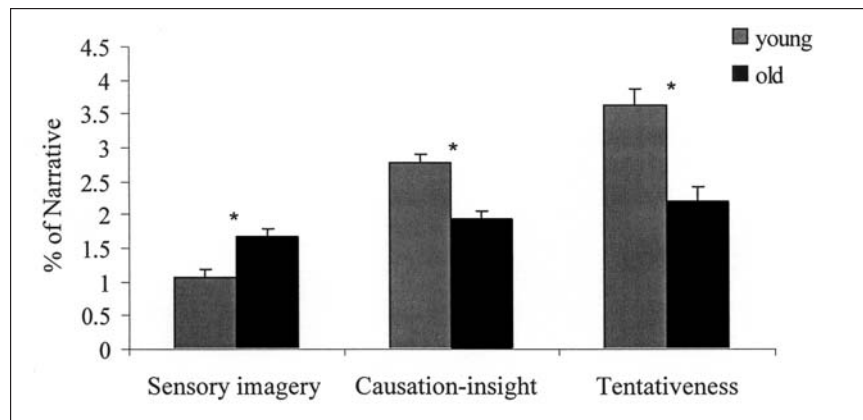 4.5
4
3.5
3
2.5
2
1.5
1
0.5
0
% of Narrative
young
old
*
*
*
Sensory imagery
Causation-insight
Tentativeness